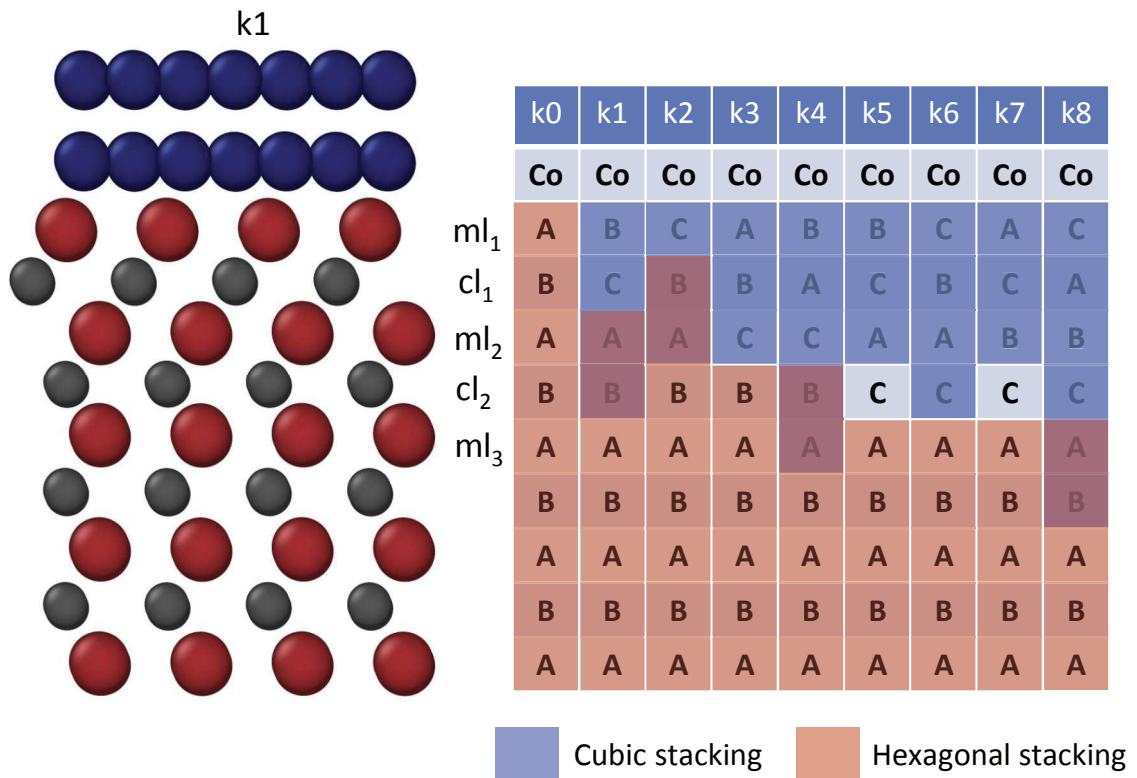 k1
k0 k1 k2 k3 k4 k5 k6 k7 k8
Co Co Co Co Co Co Co Co Co
ml₁ A B C A B B C A C
cl₁ B C B B A C B C A
ml₂ A A A C C A A B B
cl₂ B B B B B C C C C
ml₃ A A A A A A A A A
B B B B B B B B B
A A A A A A A A A
B B B B B B B B B
A A A A A A A A A
Cubic stacking Hexagonal stacking